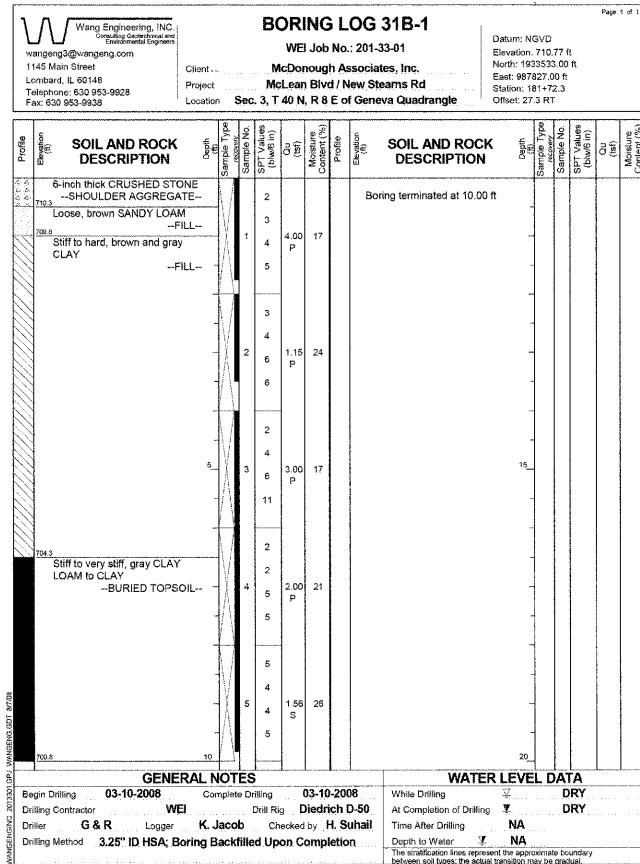 Page 1 of 1
Wang Engineering, INC.
Consulting Geotechnical and
Environmental Engineers
wangeng3@wangeng.com
1145 Main Street
Lombard, IL 60148
Telephone: 630 953-9928
Fax: 630 953-9938
BORING LOG 31B-1
WEI Job No.: 201-33-01
Client McDonough Associates, Inc.
Project McLean Blvd / New Stearns Rd
Location Sec. 3, T 40 N, R 8 E of Geneva Quadrangle
Datum: NGVD
Elevation: 710.77 ft
North: 1933533.00 ft
East: 987827.00 ft
Station: 181+72.3
Offset: 27.3 RT
Profile
Elevation (ft)
SOIL AND ROCK DESCRIPTION
Depth (ft)
Sample Type recovery
Sample No.
SPT Values (blw/6 in)
Qu (tsf)
Moisture Content (%)
Profile
Elevation (ft)
SOIL AND ROCK DESCRIPTION
Depth (ft)
Sample Type recovery
Sample No.
SPT Values (blw/6 in)
Qu (tsf)
Moisture Content (%)
6-inch thick CRUSHED STONE
--SHOULDER AGGREGATE--
710.3
Loose, brown SANDY LOAM
--FILL--
709.8
Stiff to hard, brown and gray
CLAY
--FILL--
1 2 3 4 5 4.00 P 17
2 3 4 6 6 1.15 P 24
5
3 2 4 6 11 3.00 P 17
704.3
Stiff to very stiff, gray CLAY
LOAM to CLAY
--BURIED TOPSOIL--
4 2 2 5 5 2.00 P 21
5 5 4 4 5 1.56 S 26
700.8 10
Boring terminated at 10.00 ft
15
20
WANGENGINC 2013301.GPJ WANGENG.GDT 8/7/08
GENERAL NOTES
Begin Drilling 03-10-2008 Complete Drilling 03-10-2008
Drilling Contractor WEI Drill Rig Diedrich D-50
Driller G & R Logger K. Jacob Checked by H. Suhail
Drilling Method 3.25" ID HSA; Boring Backfilled Upon Completion
WATER LEVEL DATA
While Drilling DRY
At Completion of Drilling DRY
Time After Drilling NA
Depth to Water NA
The stratification lines represent the approximate boundary
between soil types; the actual transition may be gradual.